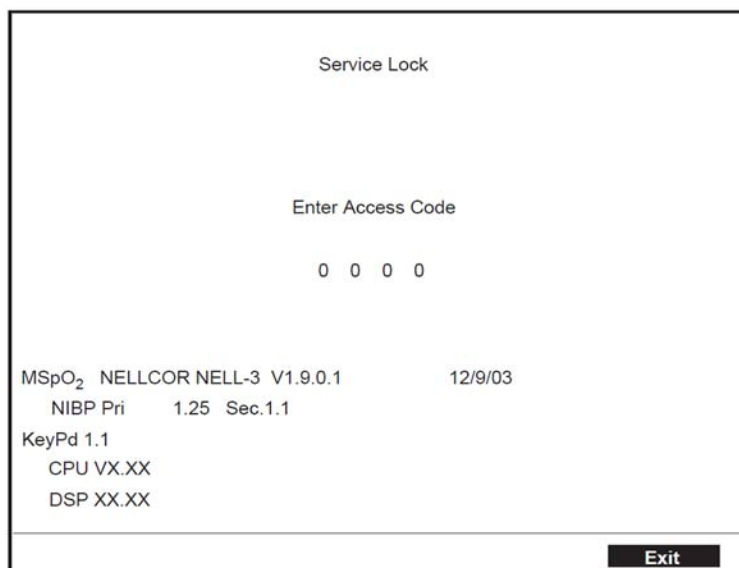 Service Lock
Enter Access Code
0 0 0 0
MSpO2 NELLCOR NELL-3 V1.9.0.1 12/9/03
NIBP Pri 1.25 Sec.1.1
KeyPd 1.1
CPU VX.XX
DSP XX.XX
Exit